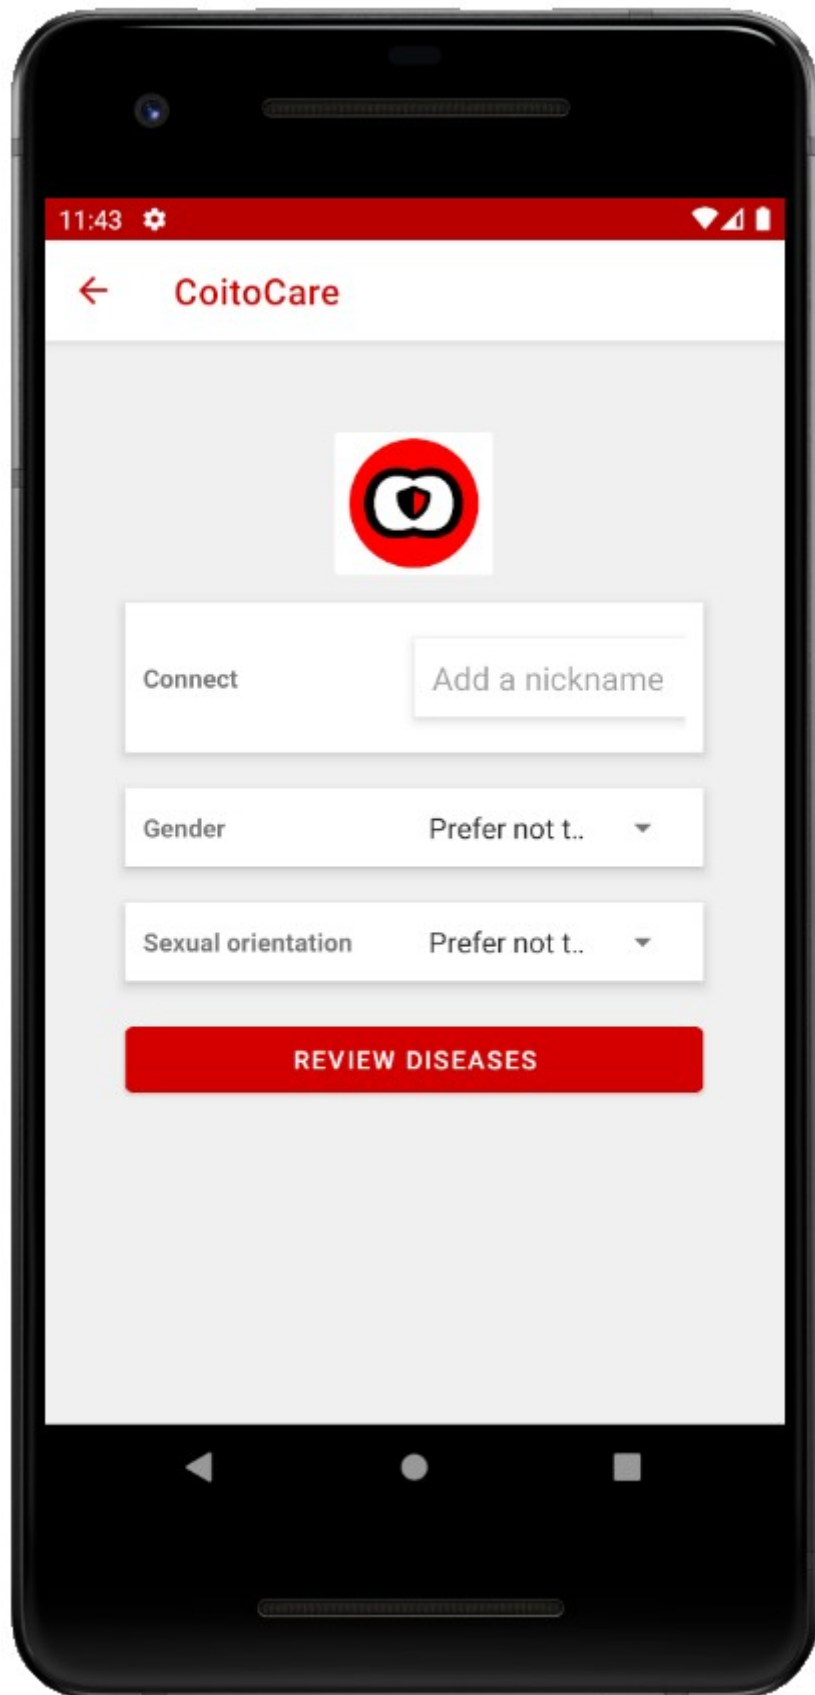 11:43
CoitoCare
Connect Add a nickname
Gender Prefer not t..
Sexual orientation Prefer not t..
REVIEW DISEASES